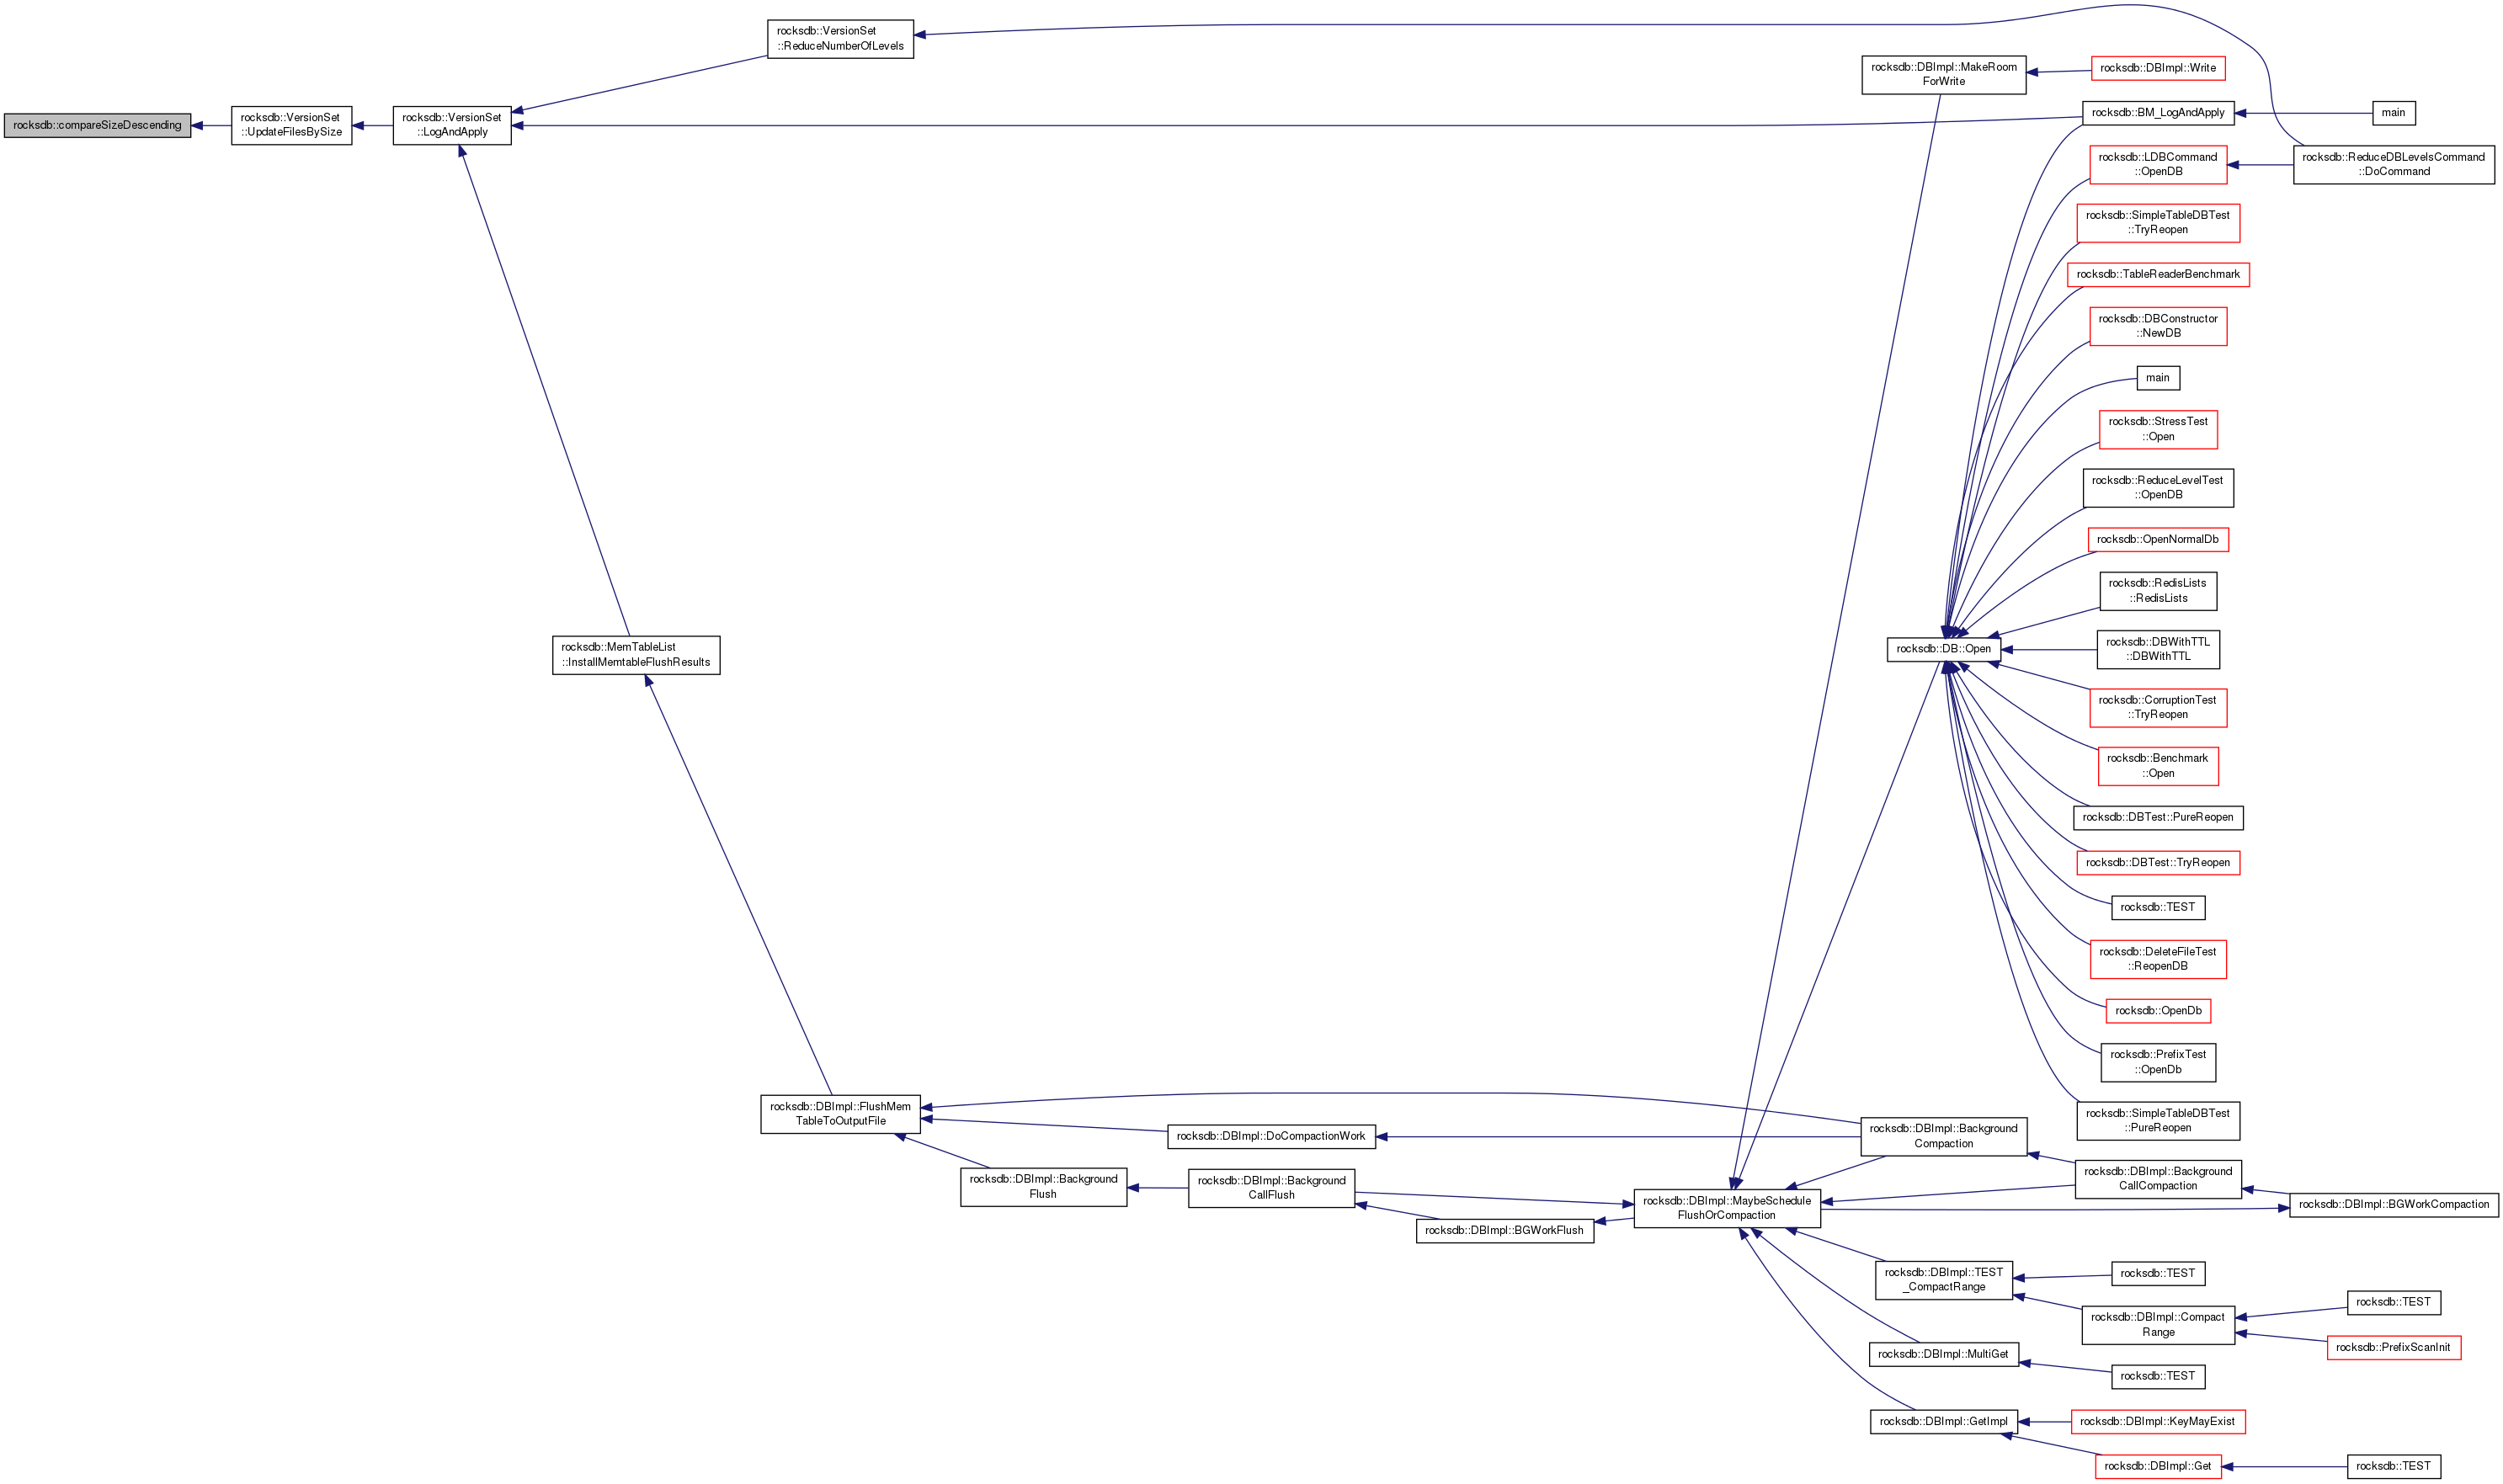 rocksdb::compareSizeDescending
rocksdb::VersionSet
::UpdateFilesBySize
rocksdb::VersionSet
::LogAndApply
rocksdb::VersionSet
::ReduceNumberOfLevels
rocksdb::MemTableList
::InstallMemtableFlushResults
rocksdb::DBImpl::FlushMem
TableToOutputFile
rocksdb::DBImpl::Background
Flush
rocksdb::DBImpl::DoCompactionWork
rocksdb::DBImpl::Background
CallFlush
rocksdb::DBImpl::BGWorkFlush
rocksdb::DBImpl::MaybeSchedule
FlushOrCompaction
rocksdb::DBImpl::MakeRoom
ForWrite
rocksdb::DB::Open
rocksdb::DBImpl::Background
Compaction
rocksdb::DBImpl::TEST
_CompactRange
rocksdb::DBImpl::MultiGet
rocksdb::DBImpl::GetImpl
rocksdb::DBImpl::Write
rocksdb::BM_LogAndApply
main
rocksdb::LDBCommand
::OpenDB
rocksdb::ReduceDBLevelsCommand
::DoCommand
rocksdb::SimpleTableDBTest
::TryReopen
rocksdb::TableReaderBenchmark
rocksdb::DBConstructor
::NewDB
main
rocksdb::StressTest
::Open
rocksdb::ReduceLevelTest
::OpenDB
rocksdb::OpenNormalDb
rocksdb::RedisLists
::RedisLists
rocksdb::DBWithTTL
::DBWithTTL
rocksdb::CorruptionTest
::TryReopen
rocksdb::Benchmark
::Open
rocksdb::DBTest::PureReopen
rocksdb::DBTest::TryReopen
rocksdb::TEST
rocksdb::DeleteFileTest
::ReopenDB
rocksdb::OpenDb
rocksdb::PrefixTest
::OpenDb
rocksdb::SimpleTableDBTest
::PureReopen
rocksdb::DBImpl::Background
CallCompaction
rocksdb::DBImpl::BGWorkCompaction
rocksdb::TEST
rocksdb::DBImpl::Compact
Range
rocksdb::TEST
rocksdb::PrefixScanInit
rocksdb::TEST
rocksdb::DBImpl::KeyMayExist
rocksdb::DBImpl::Get
rocksdb::TEST